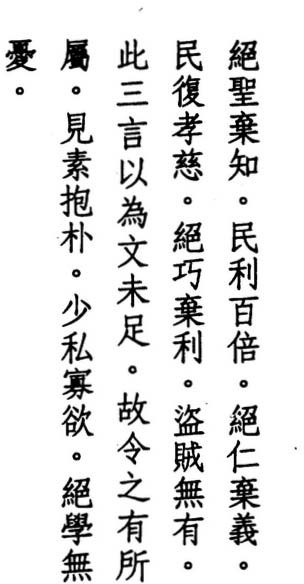 絕聖棄知。民利百倍。絕仁棄義。
民復孝慈。絕巧棄利。盜賊無有。
此三言以為文未足。故令之有所
屬。見素抱朴。少私寡欲。絕學無
憂。